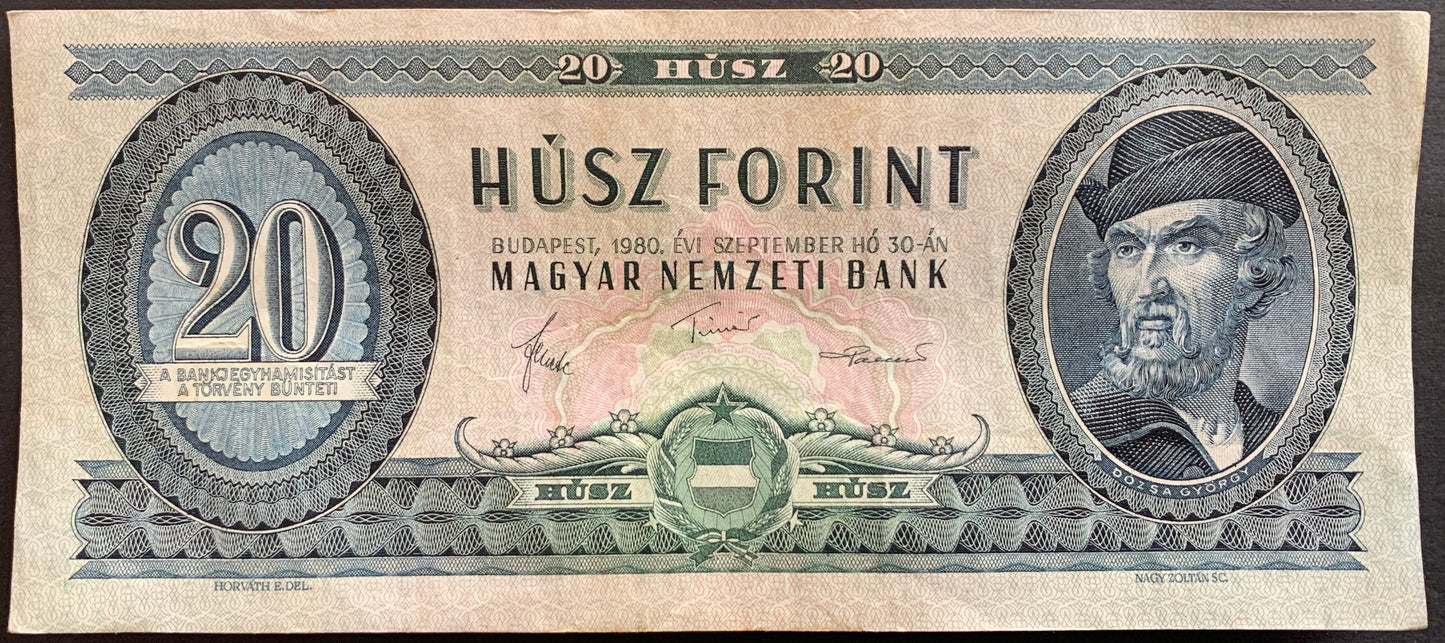 20 HÚSZ 20
HÚSZ FORINT
BUDAPEST, 1980. ÉVI SZEPTEMBER HÓ 30-ÁN
MAGYAR NEMZETI BANK
20
A BANKJEGYHAMISÍTÁST
A TÖRVÉNY BÜNTETI
DÓZSA GYÖRGY
HÚSZ HÚSZ
HORVÁTH E. DEL.
NAGY ZOLTÁN SC.